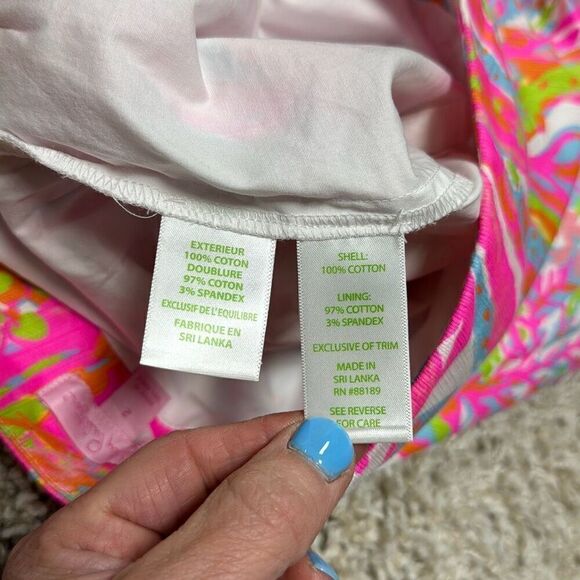 EXTERIEUR
100% COTON
DOUBLURE
97% COTON
3% SPANDEX
EXCLUSIF DE L'EQUILIBRE
FABRIQUE EN
SRI LANKA
SHELL:
100% COTTON
LINING:
97% COTTON
3% SPANDEX
EXCLUSIVE OF TRIM
MADE IN
SRI LANKA
RN #88189
SEE REVERSE
FOR CARE